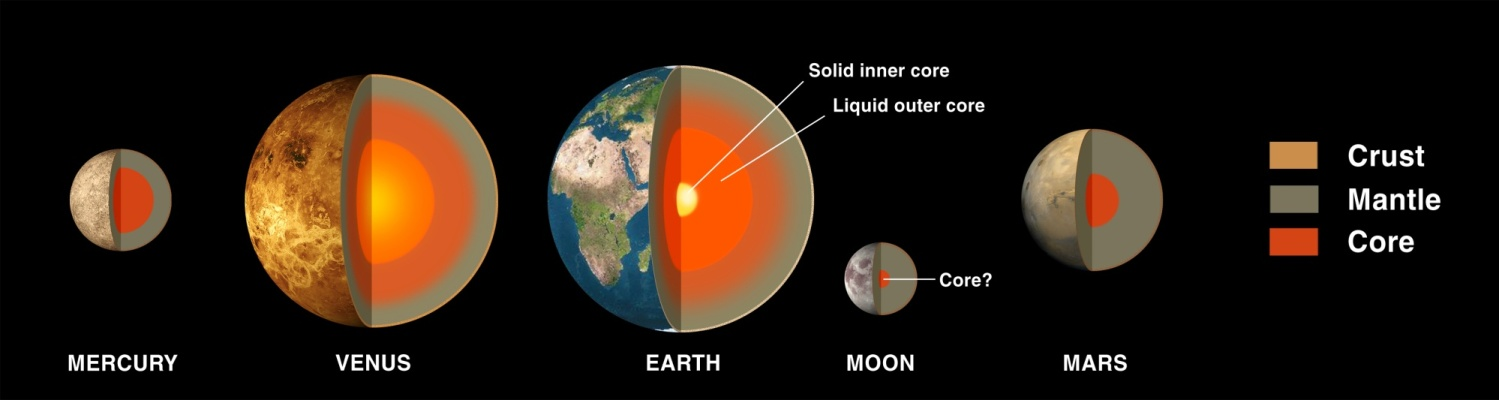 Solid inner core
Liquid outer core
Core?
MERCURY
VENUS
EARTH
MOON
MARS
Crust
Mantle
Core